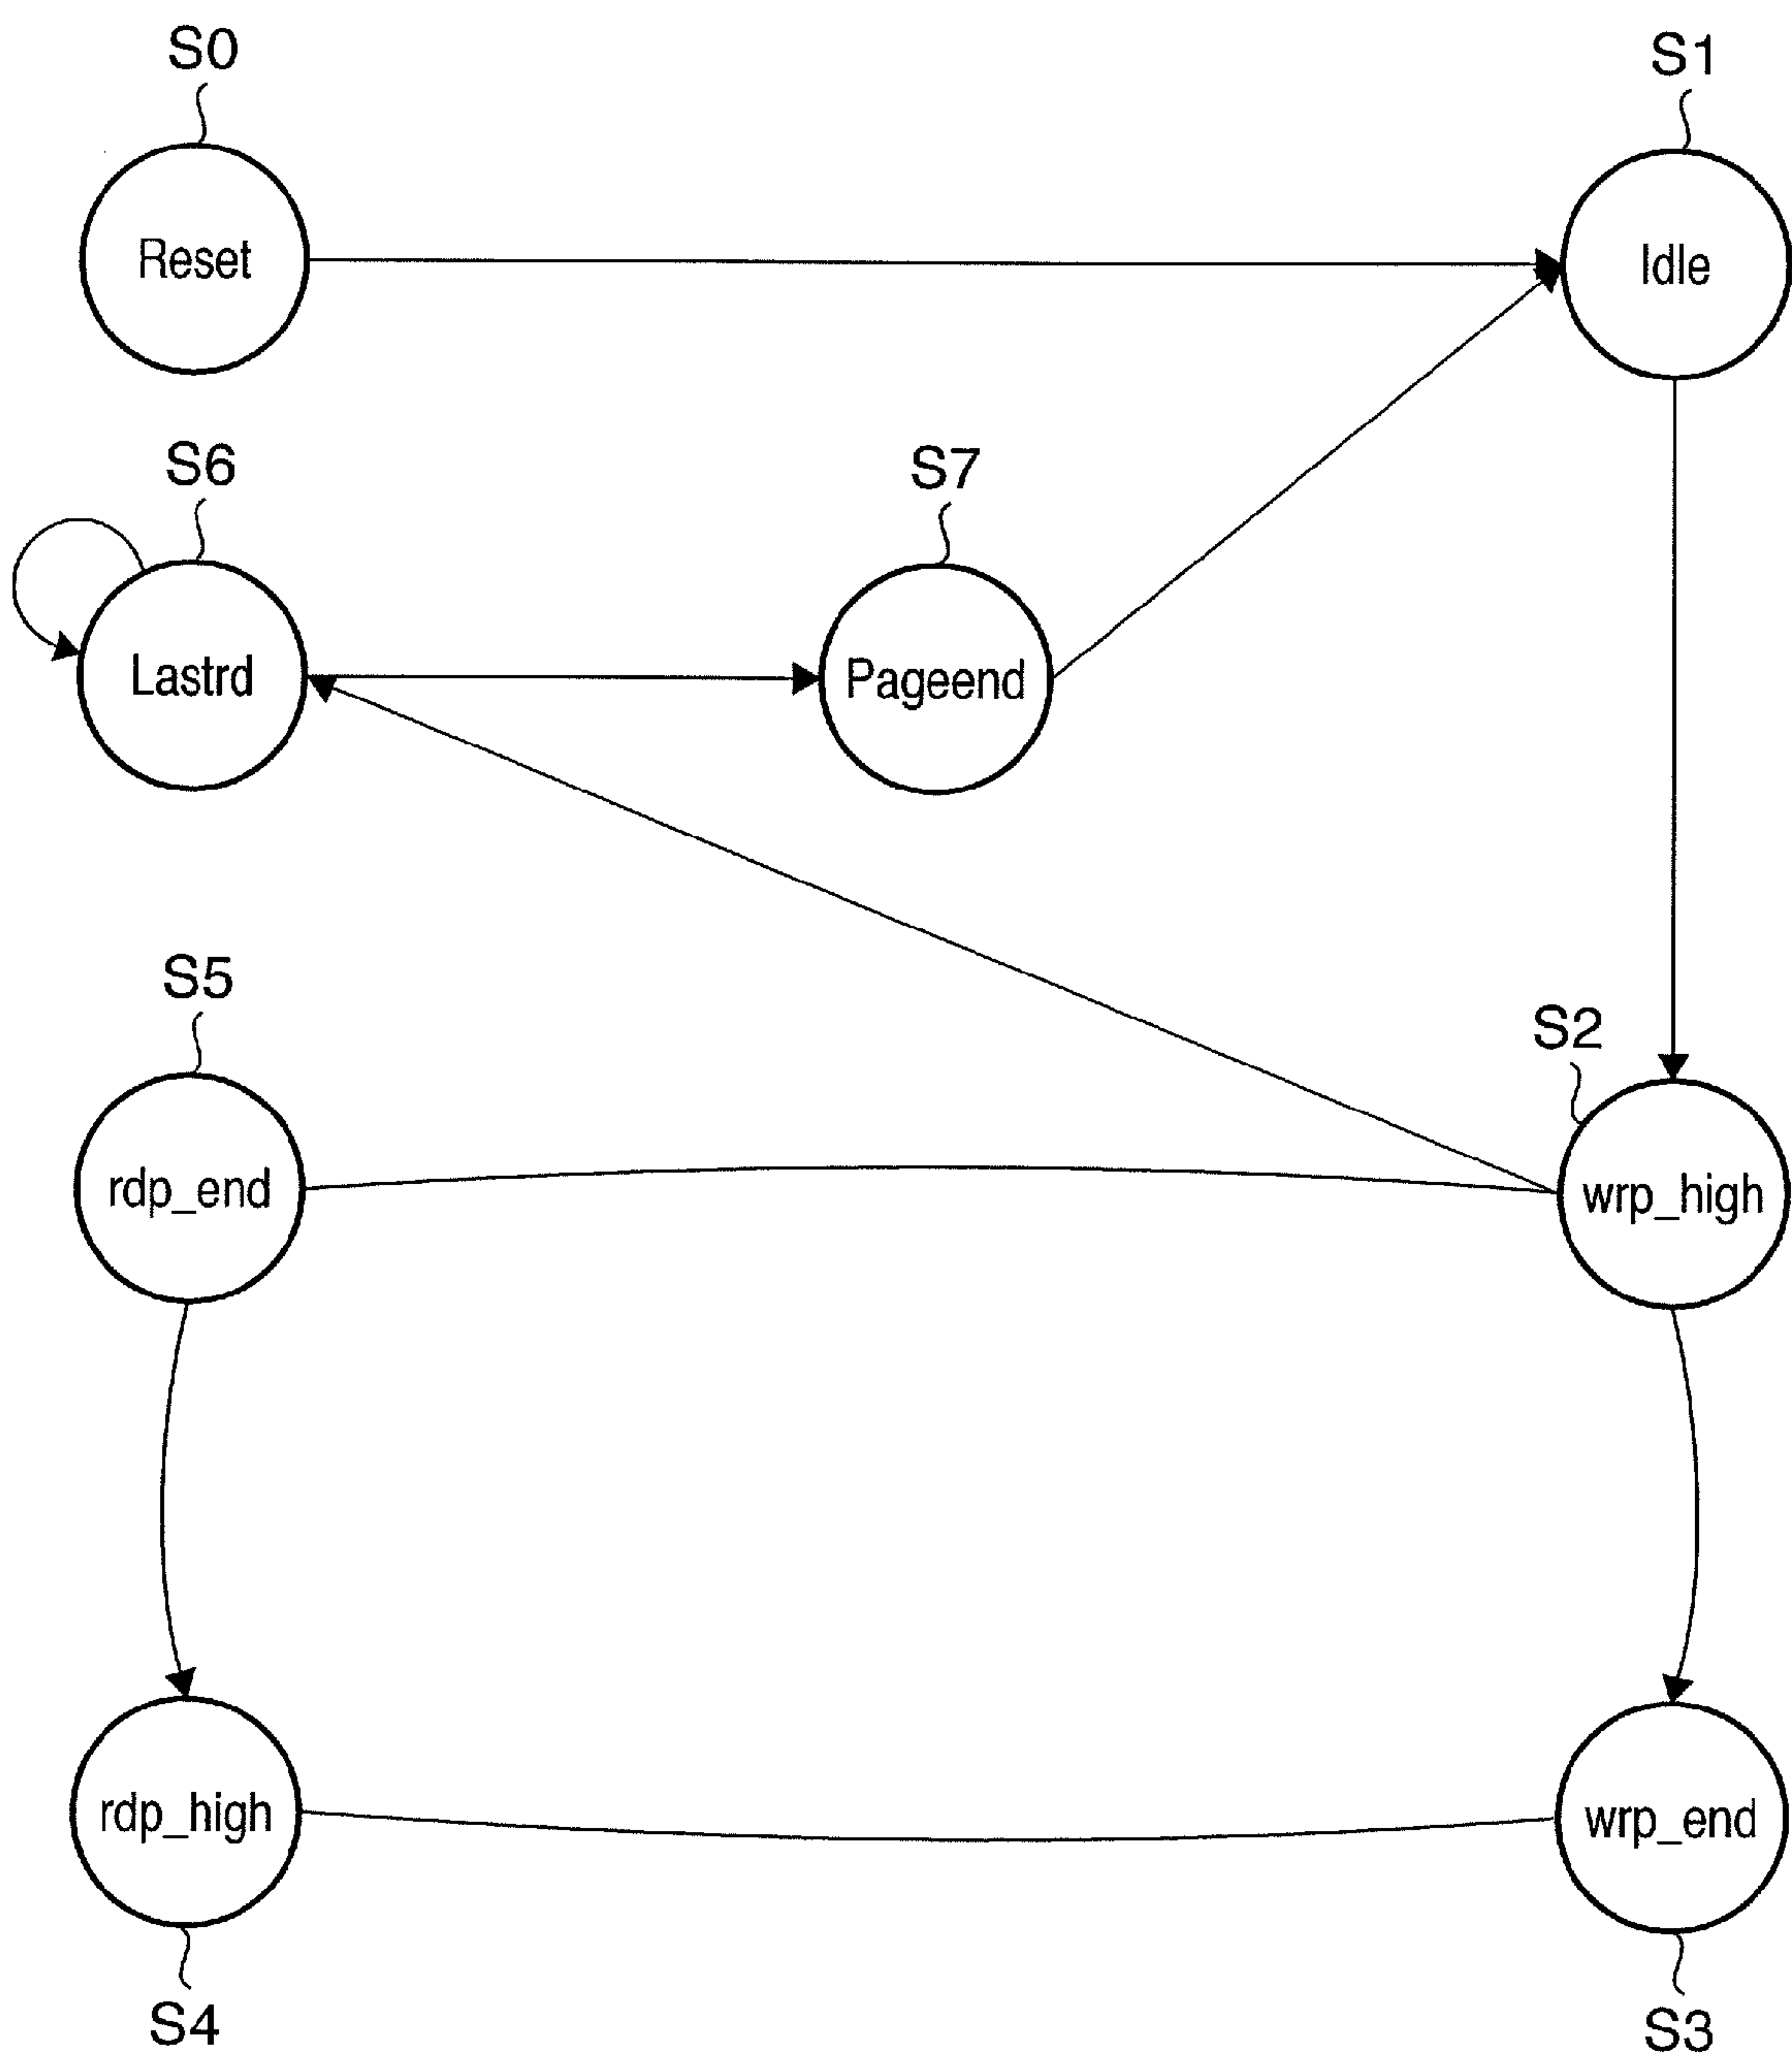 S0
S1
Reset
Idle
S6
S7
Lastrd
Pageend
S5
S2
rdp_end
wrp_high
rdp_high
wrp_end
S4
S3